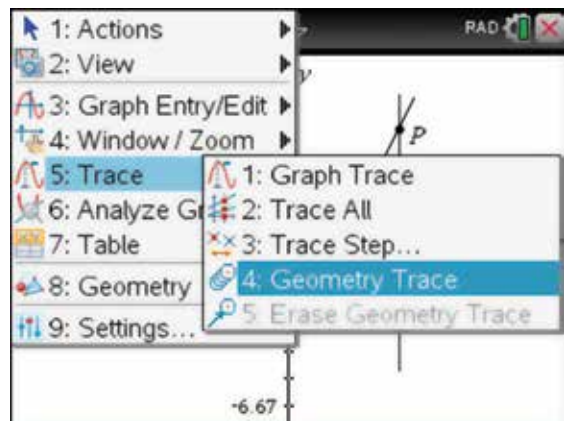 1: Actions
RAD
2: View
y
3: Graph Entry/Edit
4: Window / Zoom
P
5: Trace
1: Graph Trace
6: Analyze Gr
2: Trace All
7: Table
3: Trace Step...
8: Geometry
4: Geometry Trace
9: Settings...
5: Erase Geometry Trace
-6.67